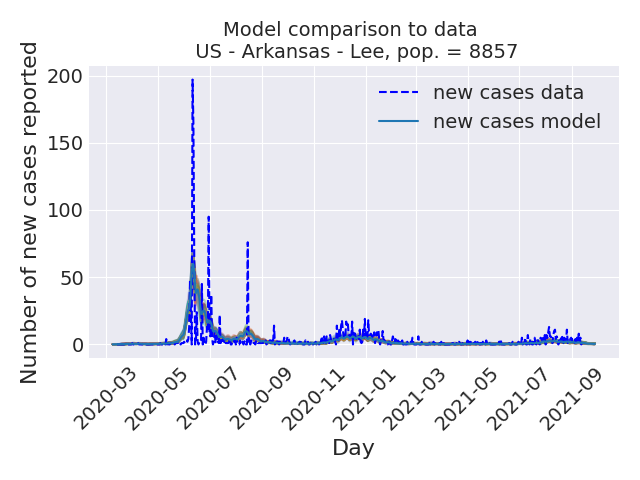 Model comparison to data
US - Arkansas - Lee, pop. = 8857
Number of new cases reported
200
150
100
50
0
new cases data
new cases model
2020-03
2020-05
2020-07
2020-09
2020-11
2021-01
2021-03
2021-05
2021-07
2021-09
Day